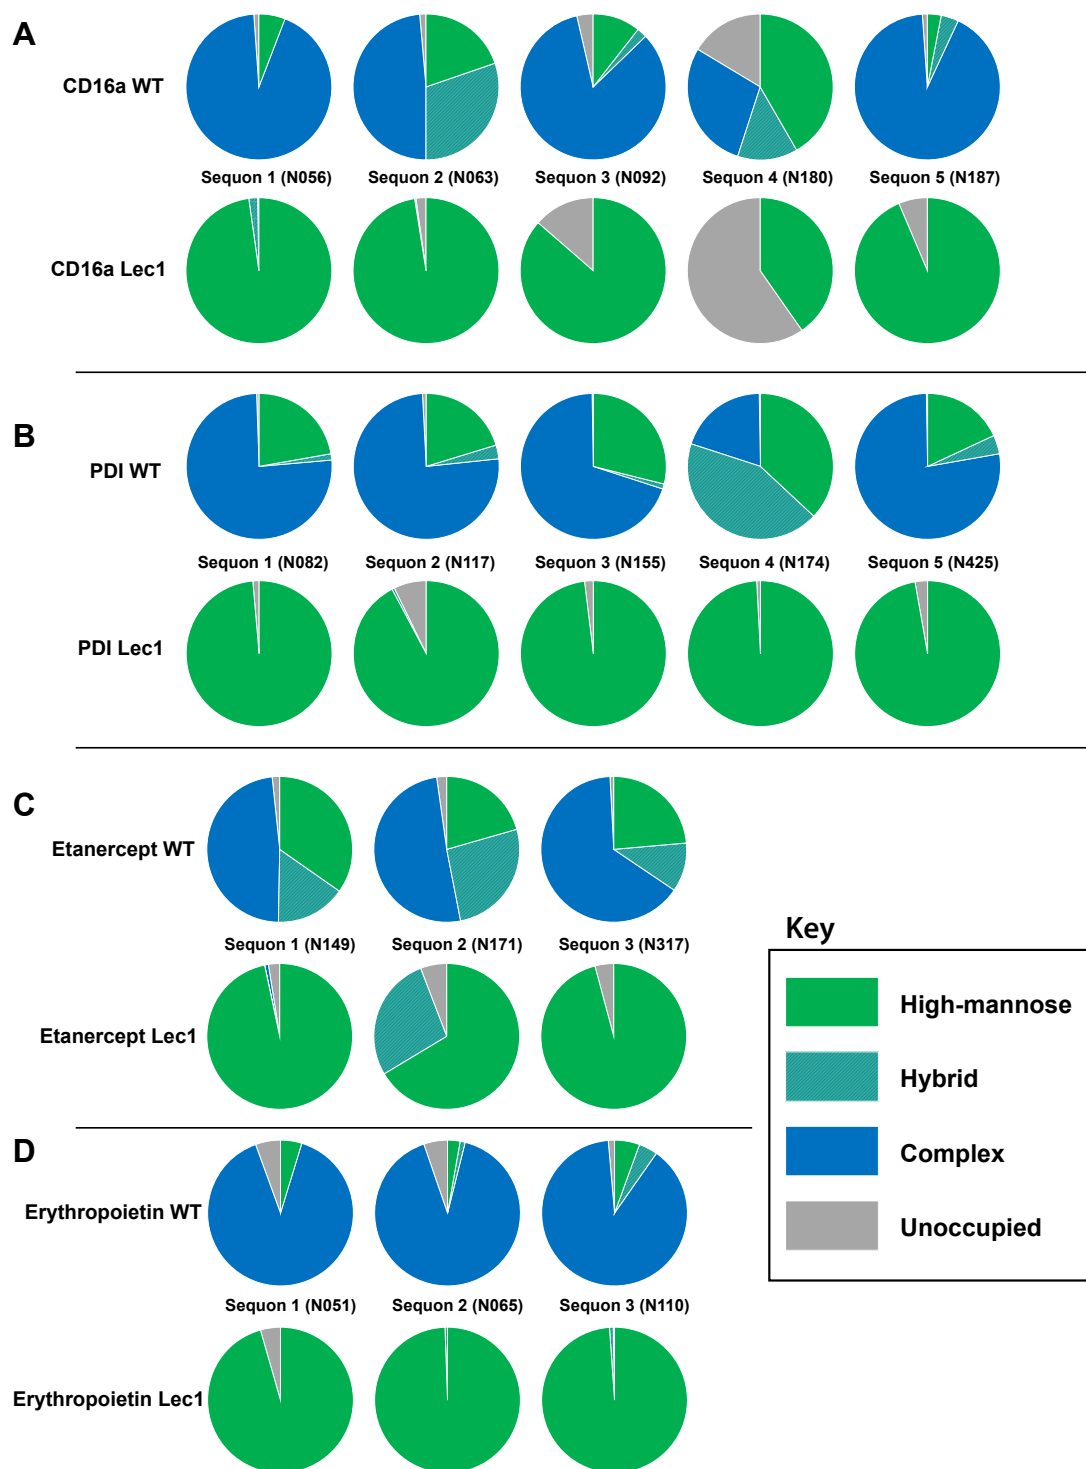 A
CD16a WT
Sequon 1 (N056) Sequon 2 (N063) Sequon 3 (N092) Sequon 4 (N180) Sequon 5 (N187)
CD16a Lec1
B
PDI WT
Sequon 1 (N082) Sequon 2 (N117) Sequon 3 (N155) Sequon 4 (N174) Sequon 5 (N425)
PDI Lec1
C
Etanercept WT
Sequon 1 (N149) Sequon 2 (N171) Sequon 3 (N317)
Etanercept Lec1
D
Erythropoietin WT
Sequon 1 (N051) Sequon 2 (N065) Sequon 3 (N110)
Erythropoietin Lec1
Key
High-mannose
Hybrid
Complex
Unoccupied